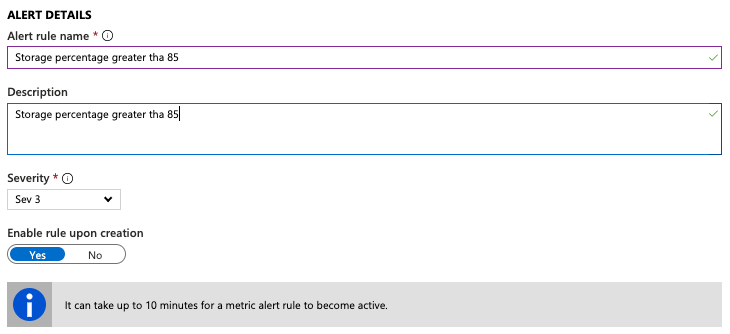 ALERT DETAILS
Alert rule name *
Storage percentage greater tha 85
Description
Storage percentage greater tha 85
Severity *
Sev 3
Enable rule upon creation
Yes No
It can take up to 10 minutes for a metric alert rule to become active.